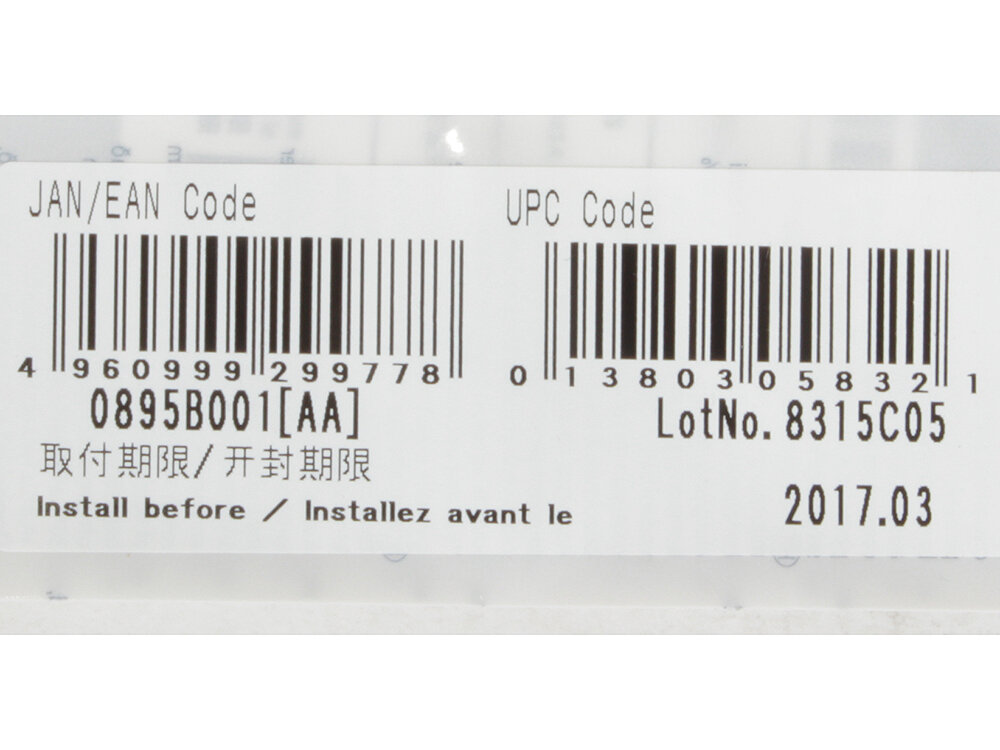 JAN/EAN Code
UPC Code
4 960999 299778
0 13803 05832 1
0895B001[AA]
LotNo. 8315C05
取付期限/开封期限
Install before / Installez avant le
2017.03